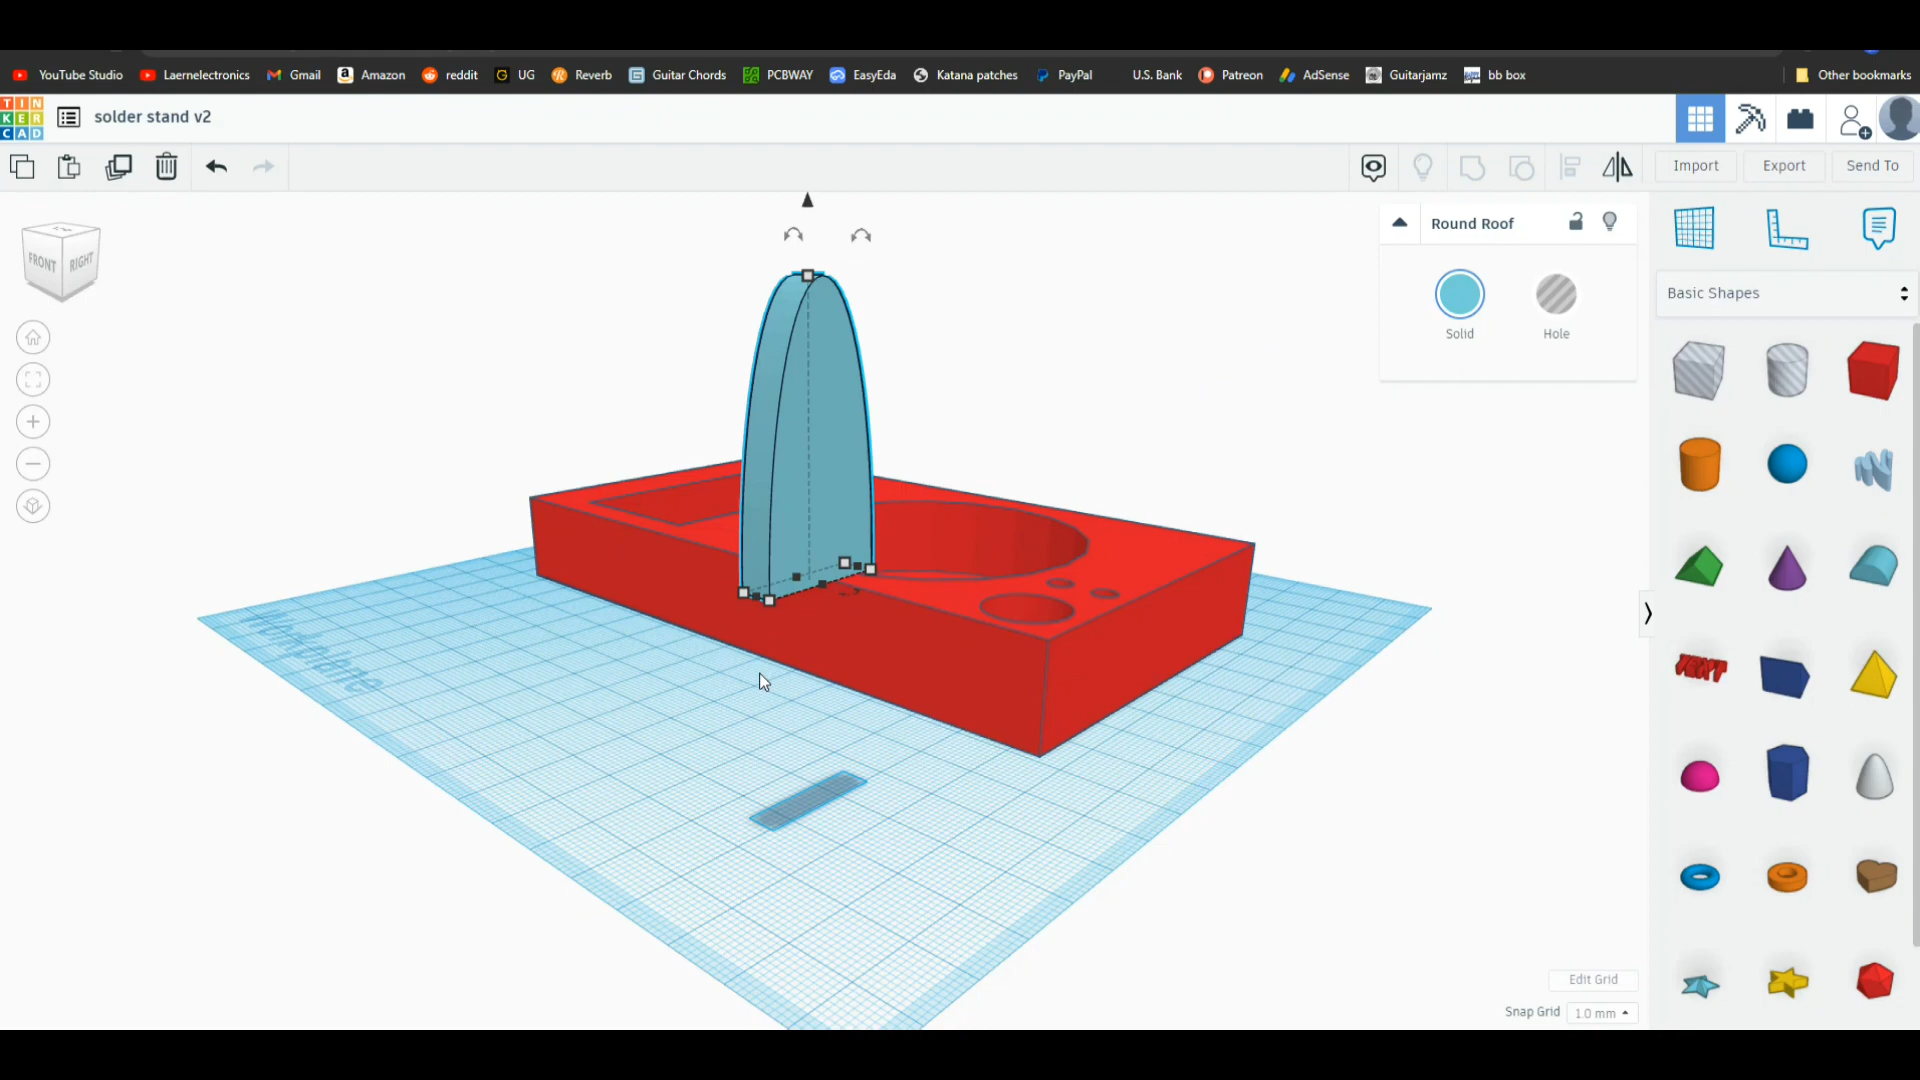 YouTube Studio Laernelectronics Gmail Amazon reddit UG Reverb Guitar Chords PCBWAY EasyEda Katana patches PayPal U.S. Bank Patreon AdSense Guitarjamz bb box Other bookmarks
TIN
KER
CAD
solder stand v2
Import Export Send To
Round Roof
FRONT RIGHT
Solid Hole
Basic Shapes
Workplane
TEXT
Edit Grid
Snap Grid 1.0 mm